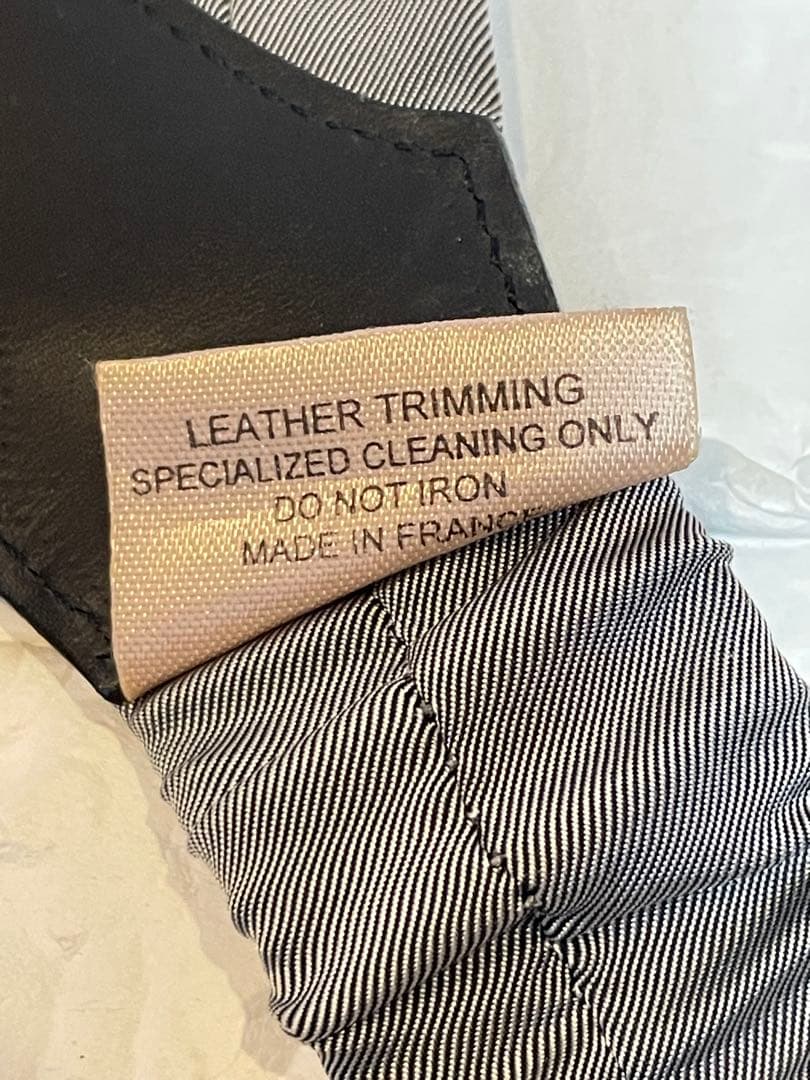 LEATHER TRIMMING
SPECIALIZED CLEANING ONLY
DO NOT IRON
MADE IN FRANCE